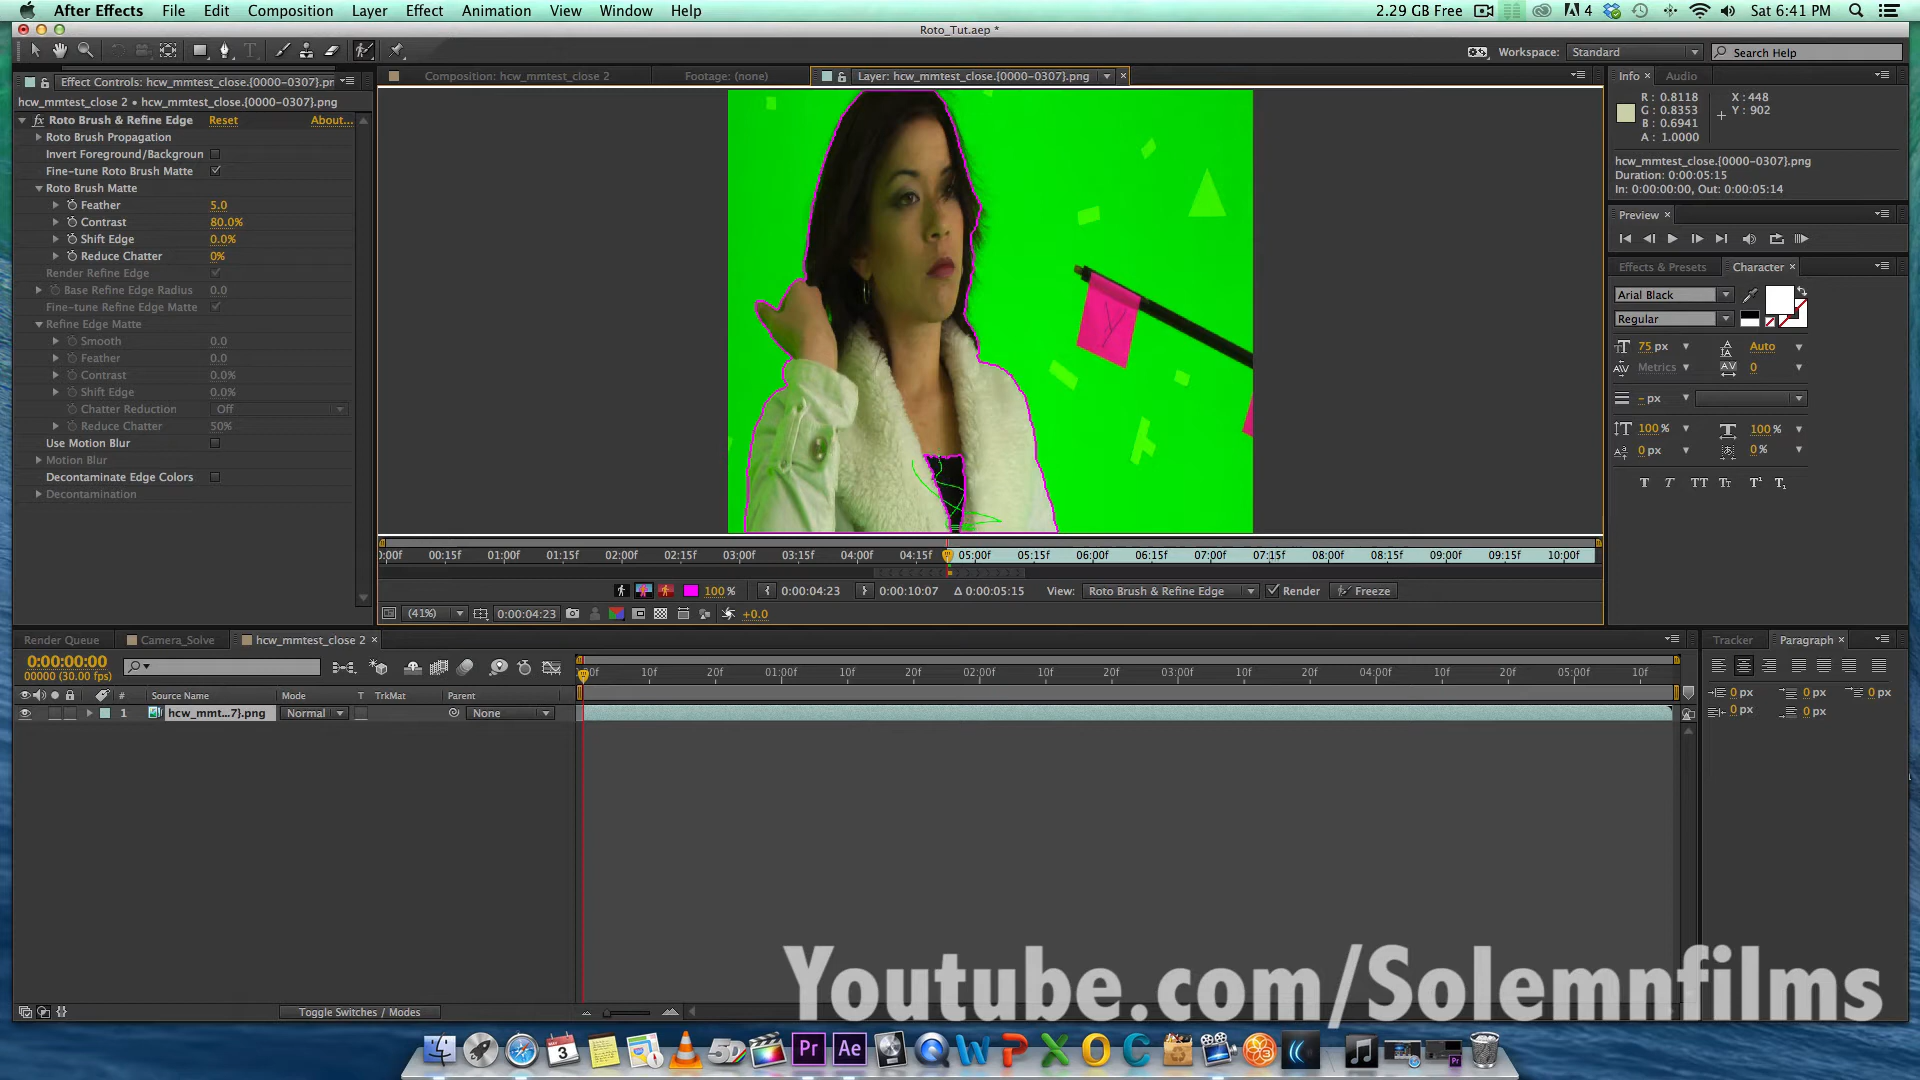 After Effects File Edit Composition Layer Effect Animation View Window Help 2.29 GB Free 4 Sat 6:41 PM
Roto_Tut.aep *
Workspace: Standard Search Help
Effect Controls: hcw_mmtest_close.{0000-0307}.pr
Composition: hcw_mmtest_close 2 Footage: (none) Layer: hcw_mmtest_close.{0000-0307}.png
hcw_mmtest_close 2 • hcw_mmtest_close.{0000-0307}.png
fx Roto Brush & Refine Edge Reset About...
Roto Brush Propagation
Invert Foreground/Backgroun
Fine-tune Roto Brush Matte
Roto Brush Matte
Feather 5.0
Contrast 80.0%
Shift Edge 0.0%
Reduce Chatter 0%
Render Refine Edge
Base Refine Edge Radius 0.0
Fine-tune Refine Edge Matte
Refine Edge Matte
Smooth 0.0
Feather 0.0
Contrast 0.0%
Shift Edge 0.0%
Chatter Reduction Off
Reduce Chatter 50%
Use Motion Blur
Motion Blur
Decontaminate Edge Colors
Decontamination
0:00f 00:15f 01:00f 01:15f 02:00f 02:15f 03:00f 03:15f 04:00f 04:15f 05:00f 05:15f 06:00f 06:15f 07:00f 07:15f 08:00f 08:15f 09:00f 09:15f 10:00f
100 % 0:00:04:23 0:00:10:07 Δ 0:00:05:15 View: Roto Brush & Refine Edge Render Freeze
(41%) 0:00:04:23 +0.0
Info Audio
R : 0.8118
G : 0.8353
B : 0.6941
A : 1.0000
X : 448
Y : 902
hcw_mmtest_close.{0000-0307}.png
Duration: 0:00:05:15
In: 0:00:00:00, Out: 0:00:05:14
Preview
Effects & Presets Character
Arial Black
Regular
75 px Auto
Metrics 0
- px
100 % 100 %
0 px 0 %
T T TT Tr T¹ T₁
Render Queue Camera_Solve hcw_mmtest_close 2
0:00:00:00
00000 (30.00 fps)
:00f 10f 20f 01:00f 10f 20f 02:00f 10f 20f 03:00f 10f 20f 04:00f 10f 20f 05:00f 10f
# Source Name Mode T TrkMat Parent
1 hcw_mmt...7}.png Normal None
Toggle Switches / Modes
Tracker Paragraph
0 px 0 px 0 px
0 px 0 px
Youtube.com/Solemnfilms
MAY 3 Pr Ae W P X O C